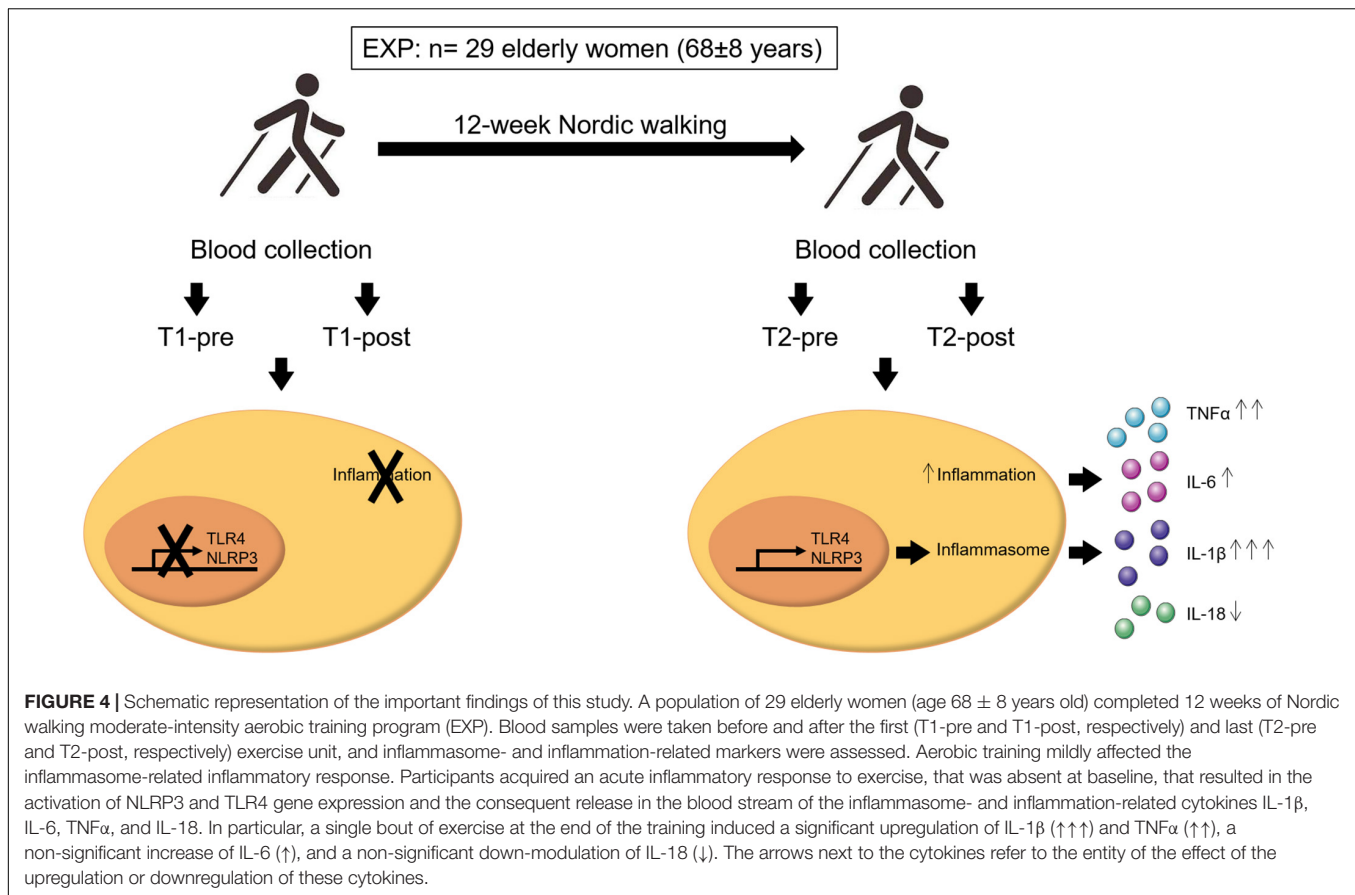 EXP: n= 29 elderly women (68±8 years)
12-week Nordic walking
Blood collection
T1-pre
T1-post
Inflammation
TLR4
NLRP3
Blood collection
T2-pre
T2-post
↑Inflammation
TLR4
NLRP3
Inflammasome
TNFα ↑↑
IL-6 ↑
IL-1β ↑↑↑
IL-18 ↓
FIGURE 4 | Schematic representation of the important findings of this study. A population of 29 elderly women (age 68 ± 8 years old) completed 12 weeks of Nordic
walking moderate-intensity aerobic training program (EXP). Blood samples were taken before and after the first (T1-pre and T1-post, respectively) and last (T2-pre
and T2-post, respectively) exercise unit, and inflammasome- and inflammation-related markers were assessed. Aerobic training mildly affected the
inflammasome-related inflammatory response. Participants acquired an acute inflammatory response to exercise, that was absent at baseline, that resulted in the
activation of NLRP3 and TLR4 gene expression and the consequent release in the blood stream of the inflammasome- and inflammation-related cytokines IL-1β,
IL-6, TNFα, and IL-18. In particular, a single bout of exercise at the end of the training induced a significant upregulation of IL-1β (↑↑↑) and TNFα (↑↑), a
non-significant increase of IL-6 (↑), and a non-significant down-modulation of IL-18 (↓). The arrows next to the cytokines refer to the entity of the effect of the
upregulation or downregulation of these cytokines.